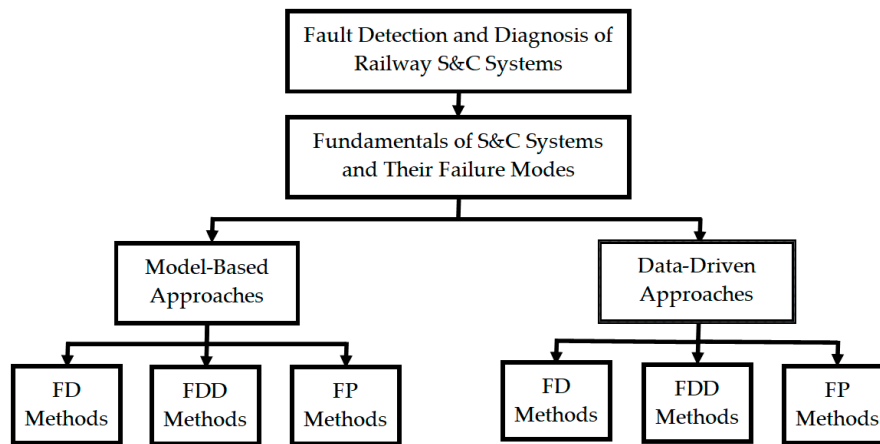 Fault Detection and Diagnosis of
Railway S&C Systems
Fundamentals of S&C Systems
and Their Failure Modes
Model-Based
Approaches
Data-Driven
Approaches
FD
Methods
FDD
Methods
FP
Methods
FD
Methods
FDD
Methods
FP
Methods